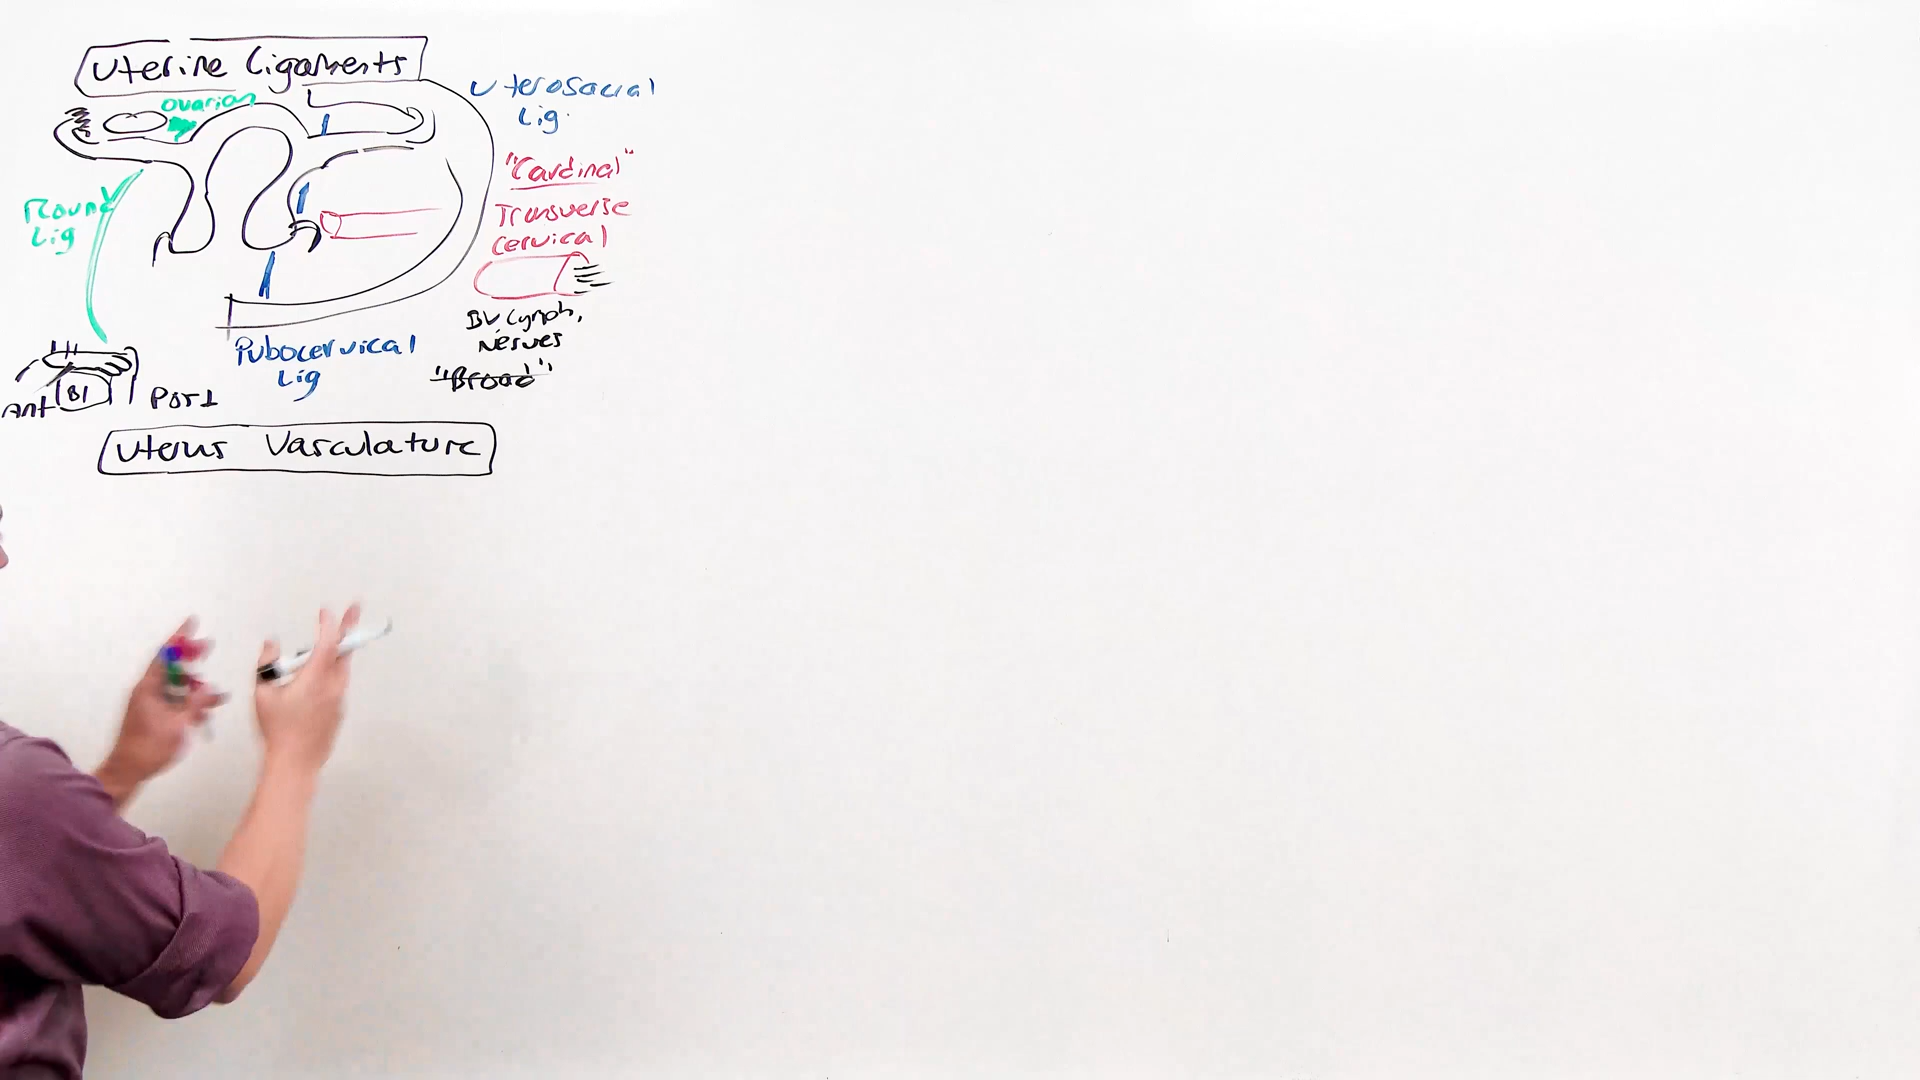 Uterine Ligaments
ovarian
Uterosacral
Lig.
"Cardinal"
Transverse
cervical
Round
Lig
BV, Lymph,
Nerves
"Broad"
Pubocervical
Lig
Ant
Bl
Post
Uterus Vasculature